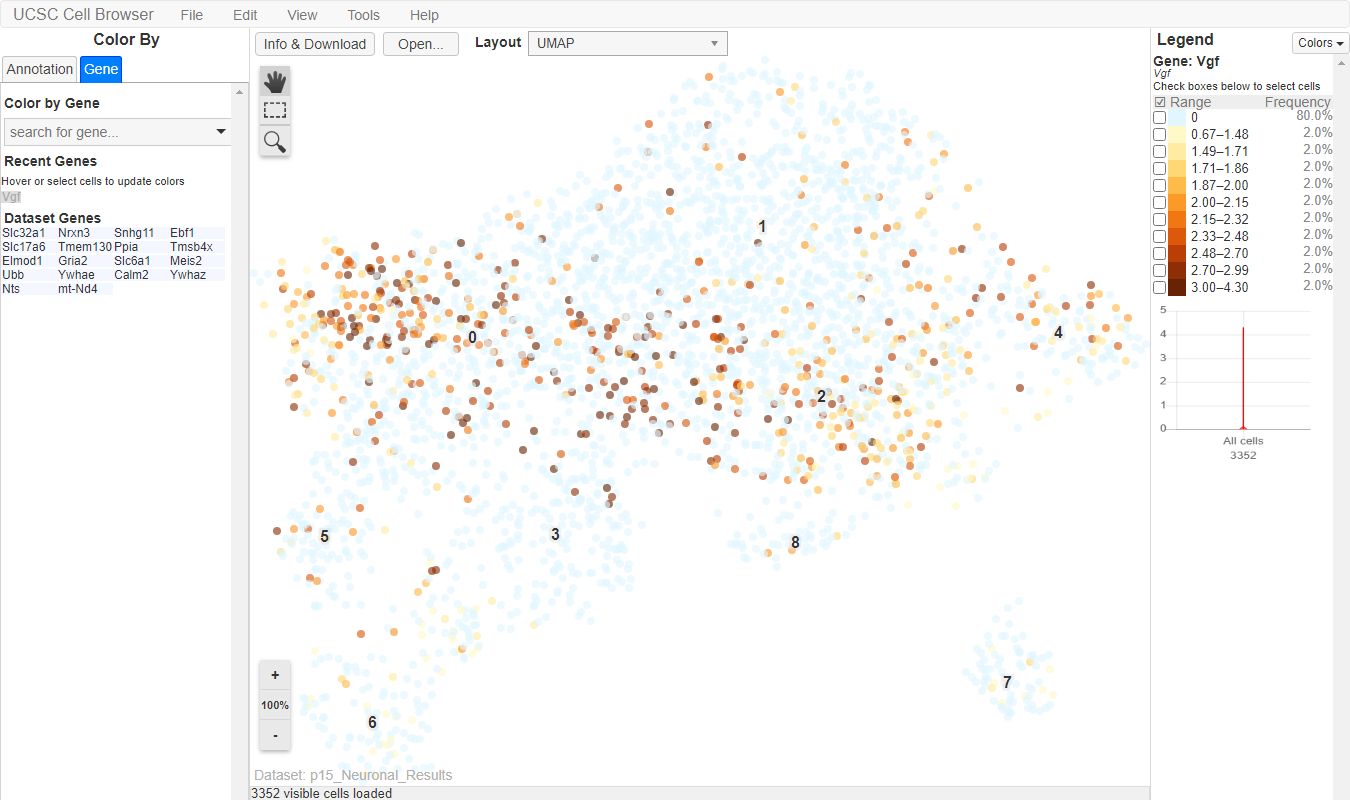 UCSC Cell Browser File Edit View Tools Help
Color By
Annotation Gene
Color by Gene
search for gene...
Recent Genes
Hover or select cells to update colors
Vgf
Dataset Genes
Slc32a1 Nrxn3 Snhg11 Ebf1
Slc17a6 Tmem130 Ppia Tmsb4x
Elmod1 Gria2 Slc6a1 Meis2
Ubb Ywhae Calm2 Ywhaz
Nts mt-Nd4
Info & Download Open... Layout UMAP
1
0
4
2
5
3
8
7
6
+
100%
-
Dataset: p15_Neuronal_Results
3352 visible cells loaded
Legend Colors
Gene: Vgf
Vgf
Check boxes below to select cells
Range Frequency
0 80.0%
0.67–1.48 2.0%
1.49–1.71 2.0%
1.71–1.86 2.0%
1.87–2.00 2.0%
2.00–2.15 2.0%
2.15–2.32 2.0%
2.33–2.48 2.0%
2.48–2.70 2.0%
2.70–2.99 2.0%
3.00–4.30 2.0%
5
4
3
2
1
0
All cells
3352